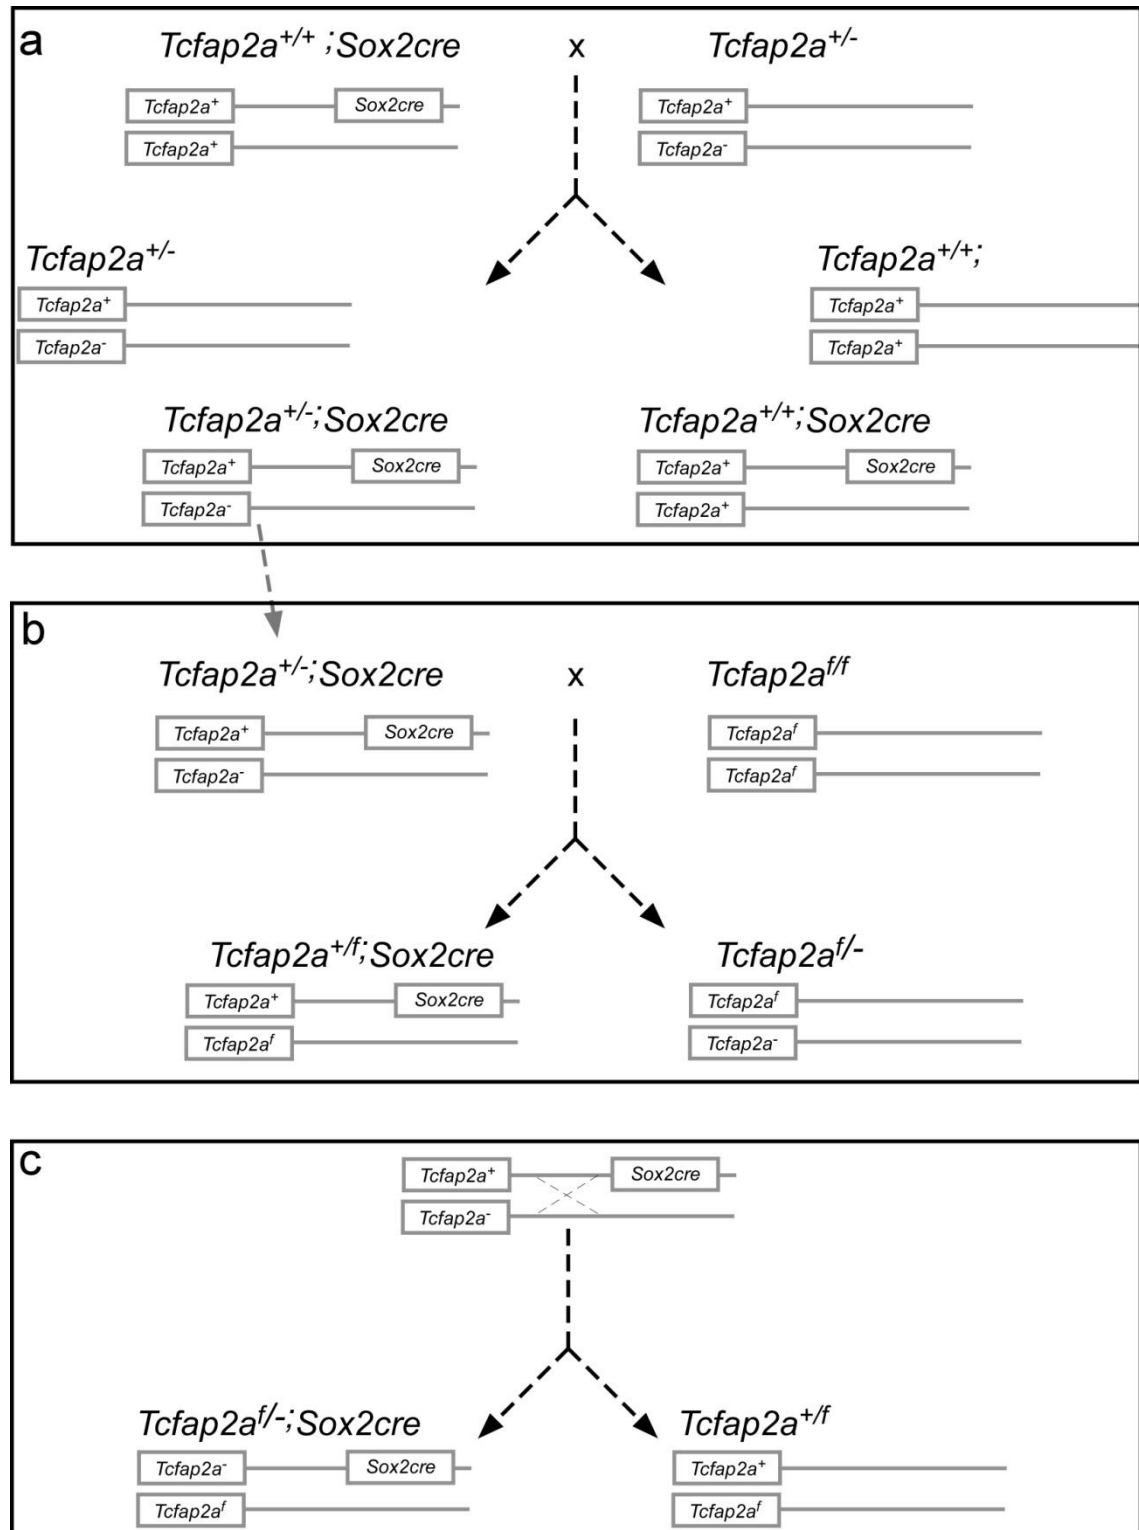 a
Tcfap2a+/+ ;Sox2cre x Tcfap2a+/-
Tcfap2a+ Sox2cre Tcfap2a+
Tcfap2a+ Tcfap2a-
Tcfap2a+/- Tcfap2a+/+;
Tcfap2a+ Tcfap2a+
Tcfap2a- Tcfap2a+
Tcfap2a+/-;Sox2cre Tcfap2a+/+;Sox2cre
Tcfap2a+ Sox2cre Tcfap2a+ Sox2cre
Tcfap2a- Tcfap2a+
b
Tcfap2a+/-;Sox2cre x Tcfap2af/f
Tcfap2a+ Sox2cre Tcfap2af
Tcfap2a- Tcfap2af
Tcfap2a+/f;Sox2cre Tcfap2af/-
Tcfap2a+ Sox2cre Tcfap2af
Tcfap2af Tcfap2a-
c
Tcfap2a+ Sox2cre
Tcfap2a-
Tcfap2af/-;Sox2cre Tcfap2a+/f
Tcfap2a- Sox2cre Tcfap2a+
Tcfap2af Tcfap2af